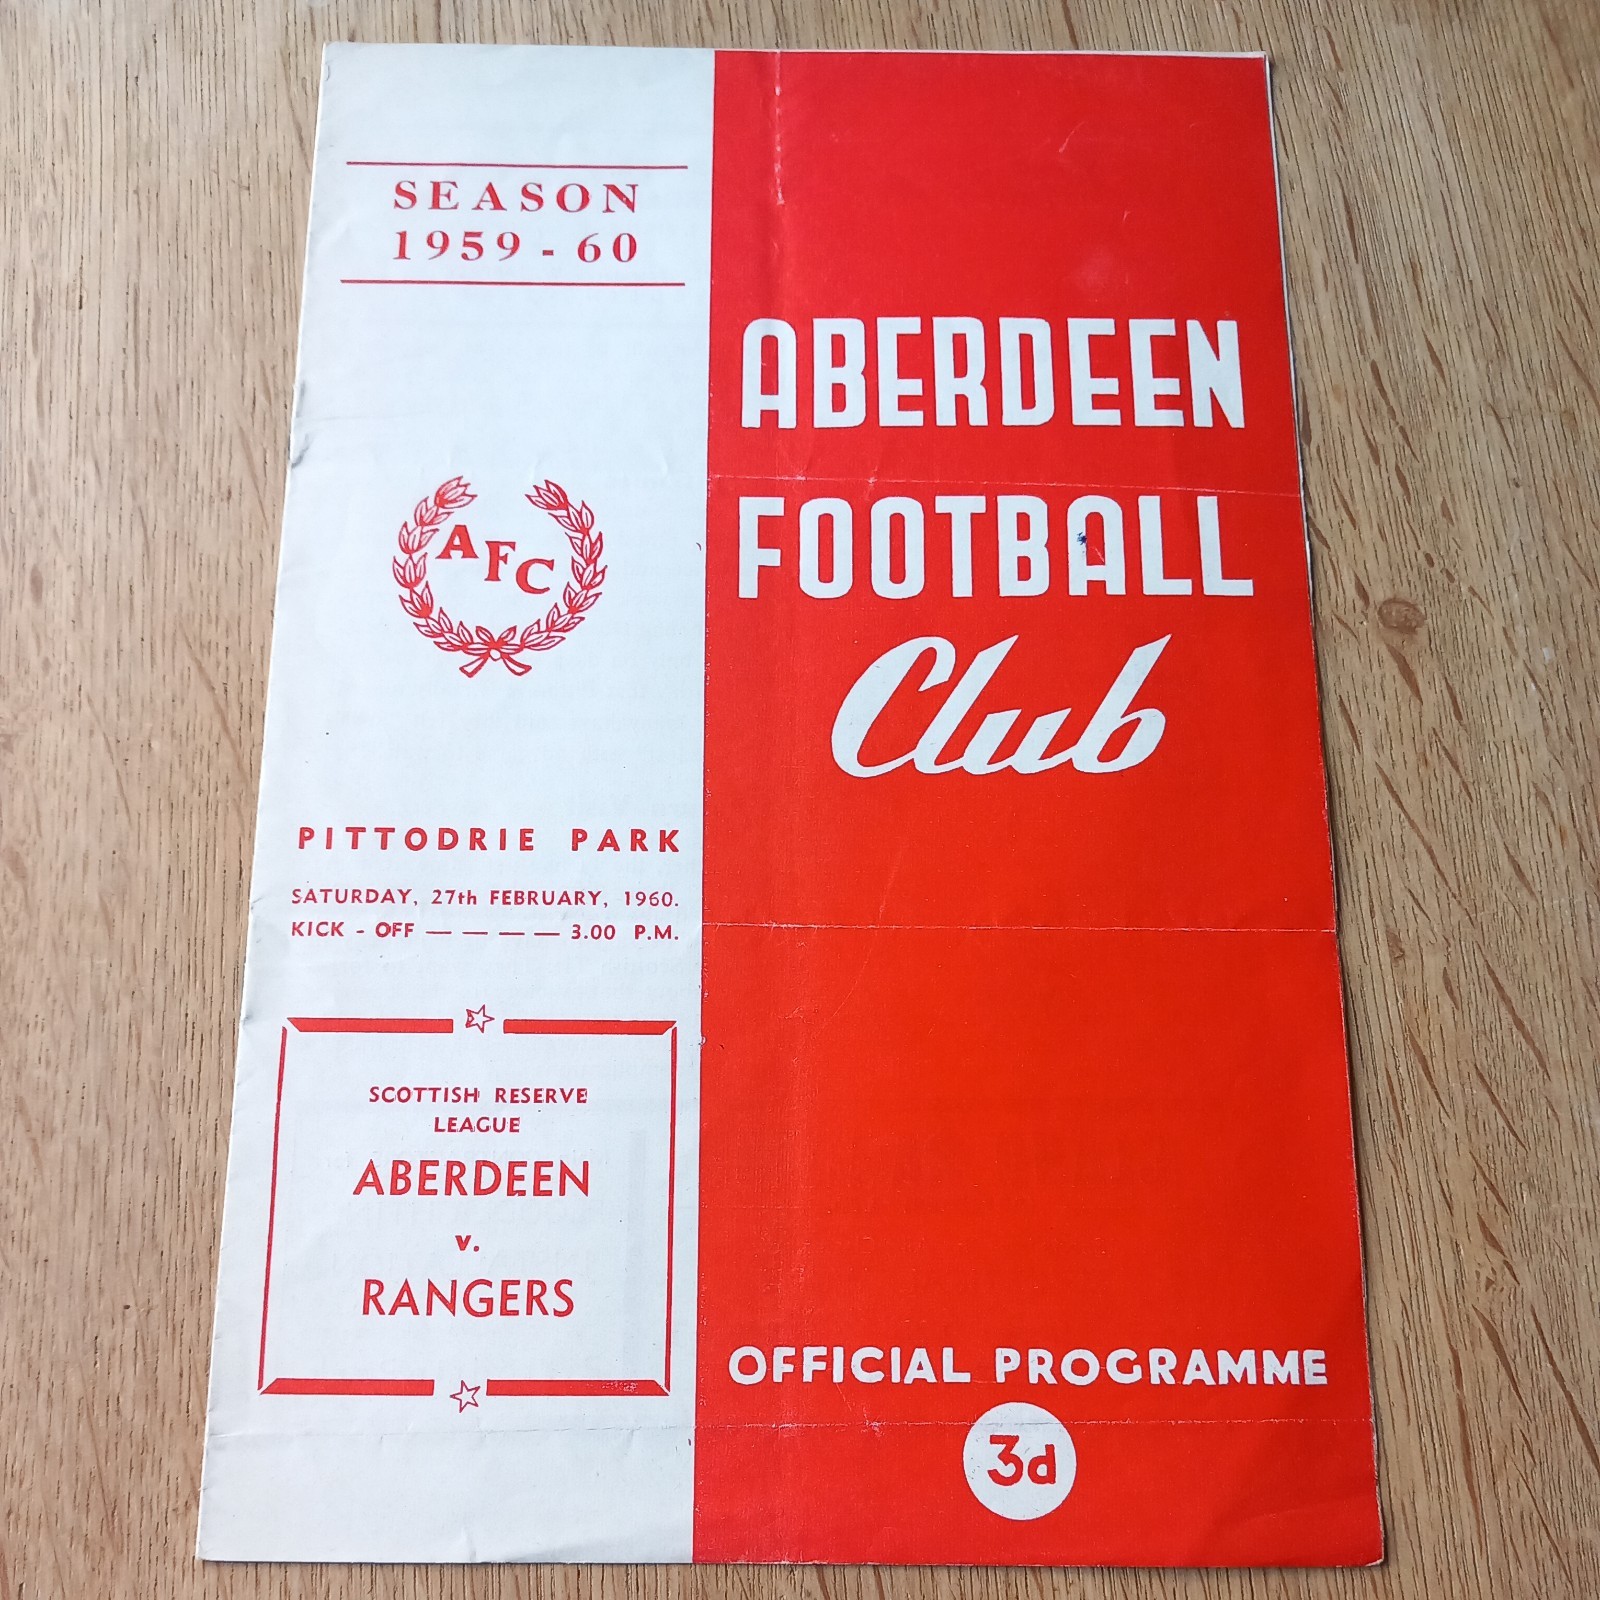 SEASON
1959 - 60
AFC
PITTODRIE PARK
SATURDAY, 27th FEBRUARY, 1960.
KICK - OFF — — — — 3.00 P.M.
SCOTTISH RESERVE
LEAGUE
ABERDEEN
v.
RANGERS
ABERDEEN
FOOTBALL
Club
OFFICIAL PROGRAMME
3d